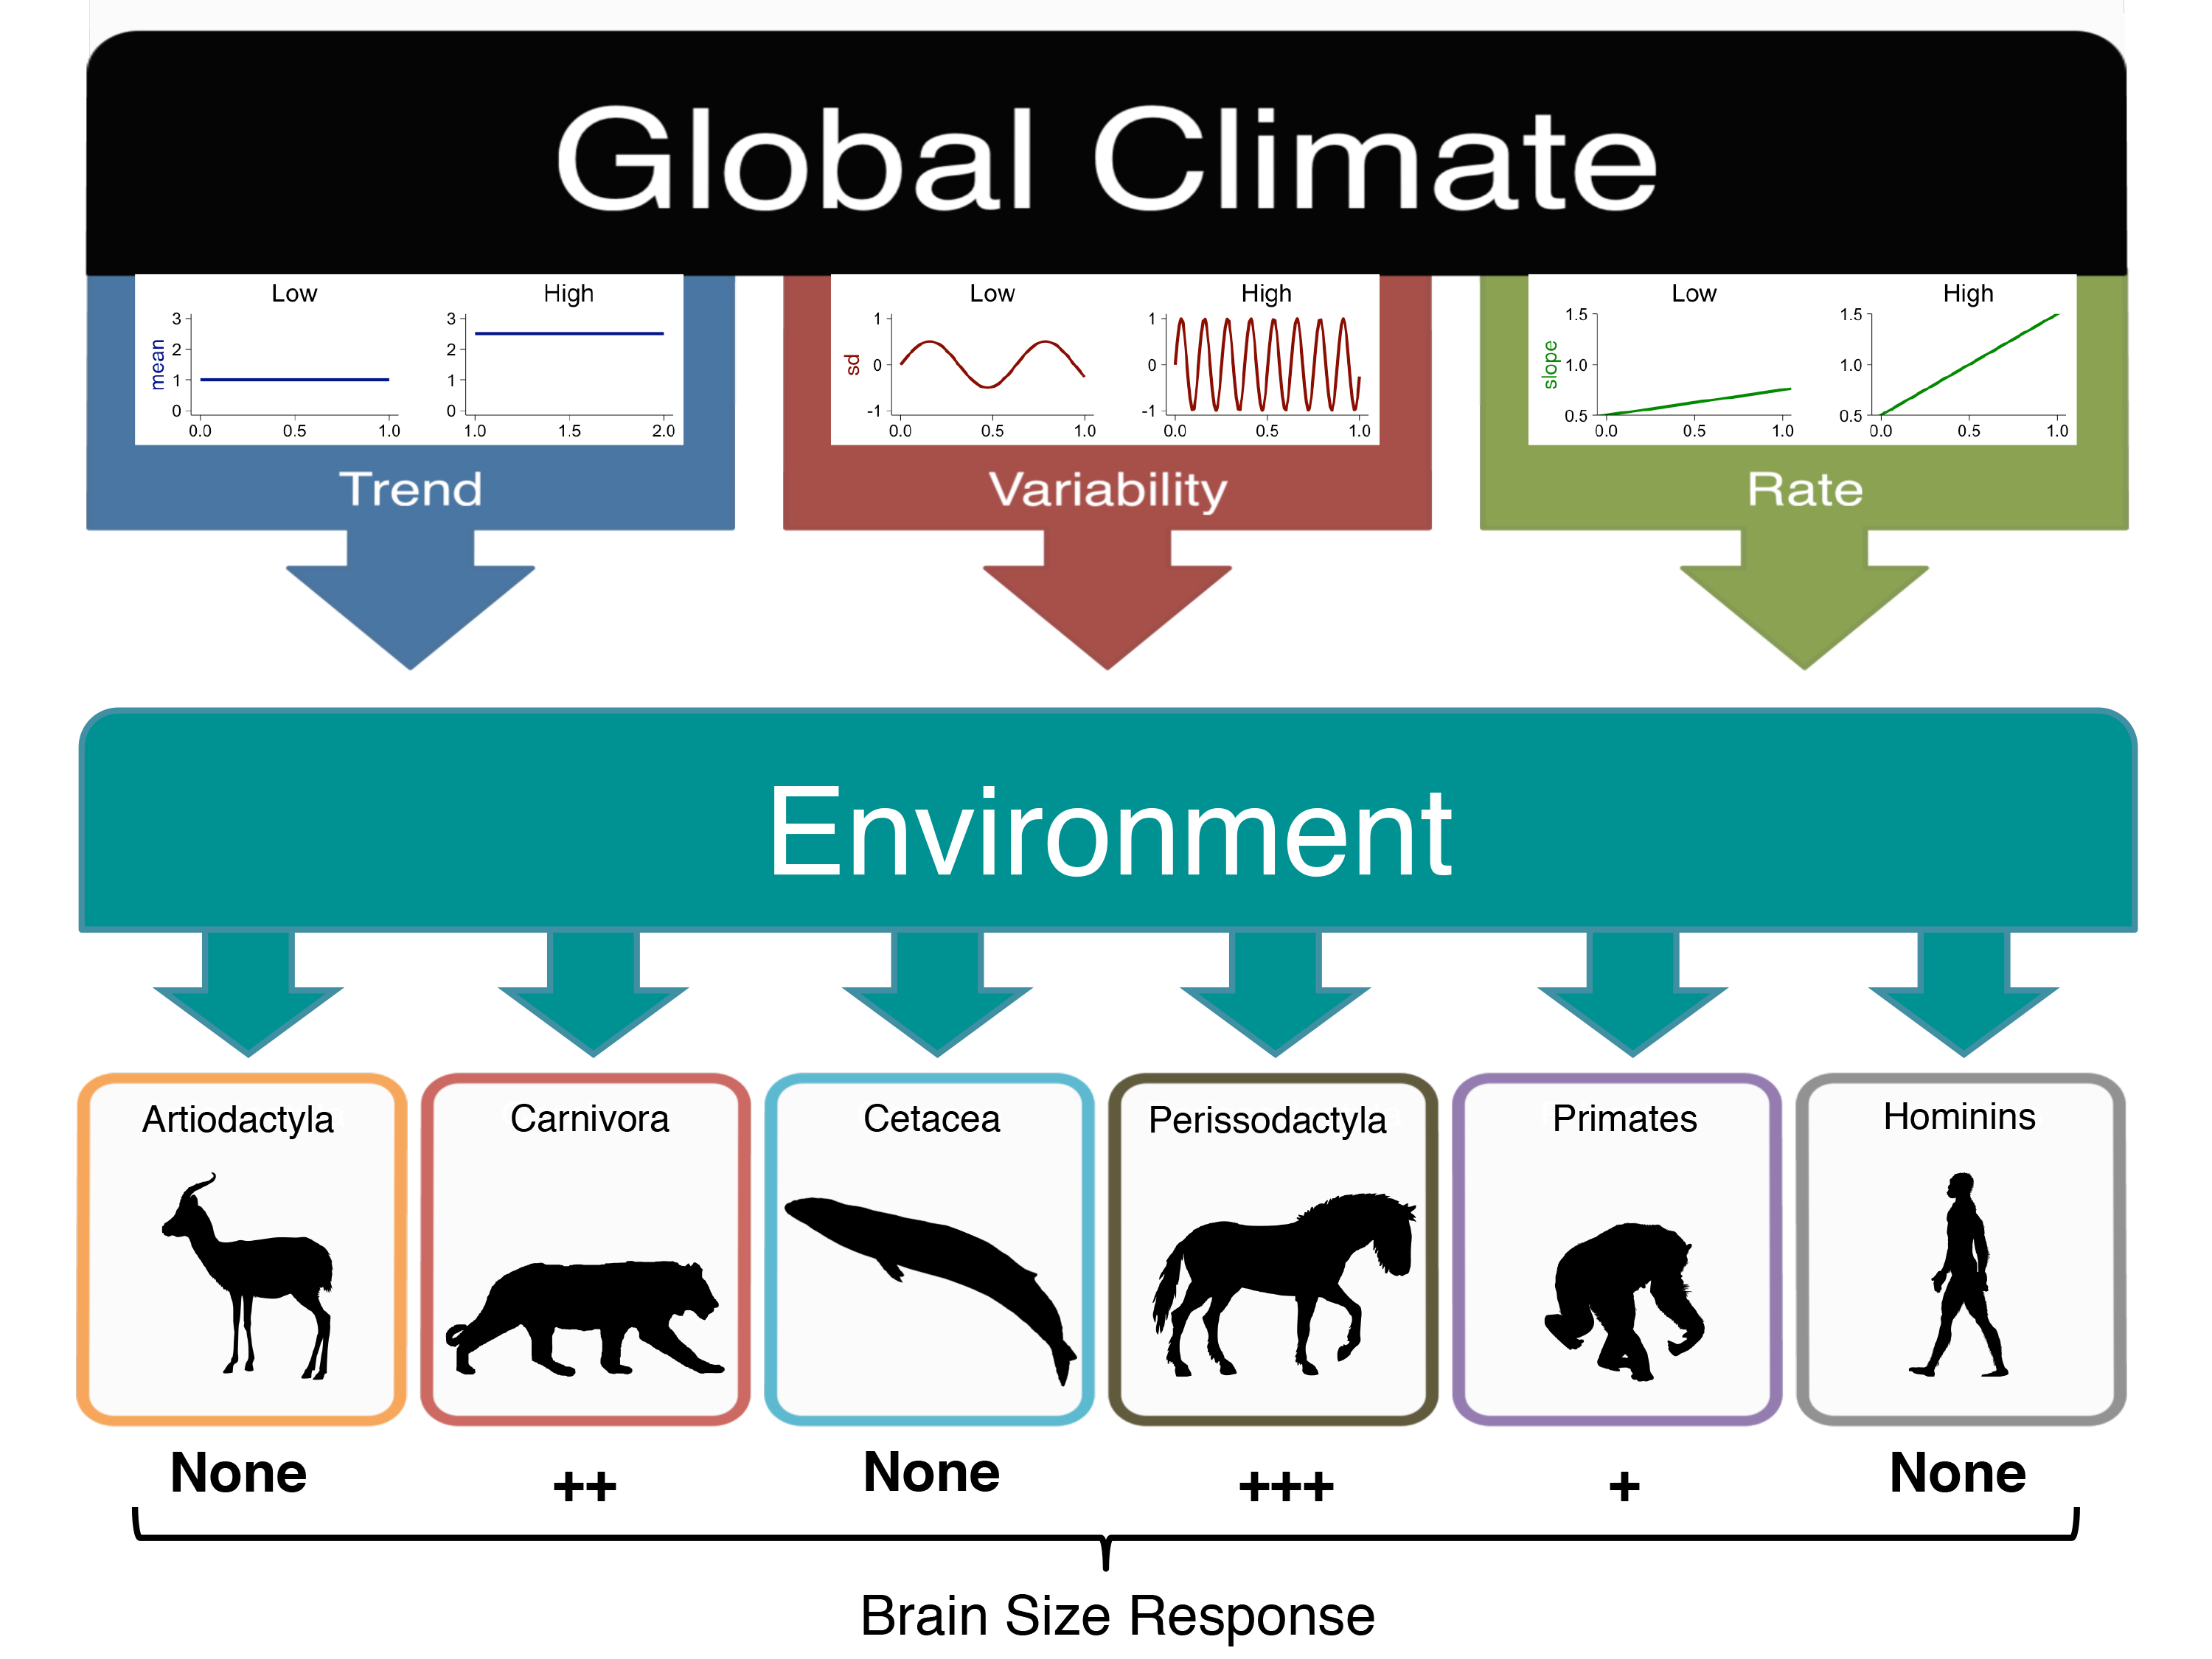 Global Climate
Low High
mean
3
2
1
0
0.0 0.5 1.0
3
2
1
0
1.0 1.5 2.0
Trend
Low High
sd
1
0
-1
0.0 0.5 1.0
1
0
-1
0.0 0.5 1.0
Variability
Low High
slope
1.5
1.0
0.5
0.0 0.5 1.0
1.5
1.0
0.5
0.0 0.5 1.0
Rate
Environment
Artiodactyla Carnivora Cetacea Perissodactyla Primates Hominins
None ++ None +++ + None
Brain Size Response